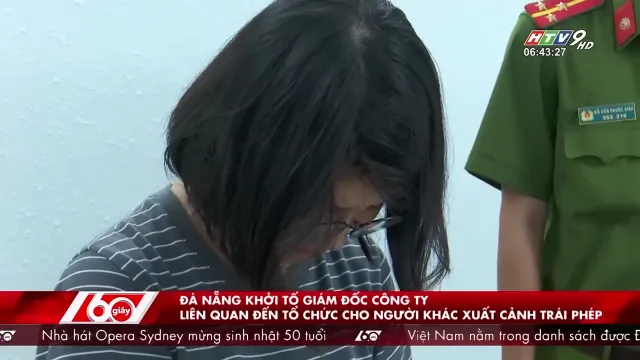 HTV9 HD
06:43:27
ĐÀ NẴNG KHỞI TỐ GIÁM ĐỐC CÔNG TY
LIÊN QUAN ĐẾN TỔ CHỨC CHO NGƯỜI KHÁC XUẤT CẢNH TRÁI PHÉP
60 giây
Nhà hát Opera Sydney mừng sinh nhật 50 tuổi
Việt Nam nằm trong danh sách được D